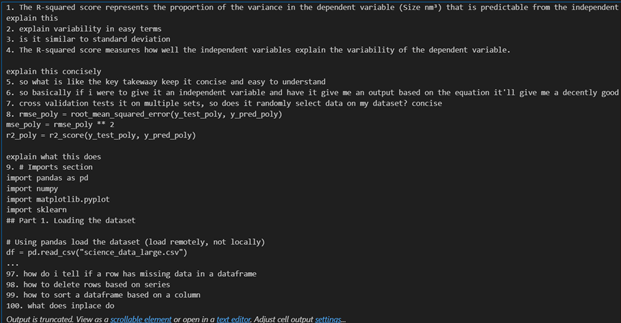 1. The R-squared score represents the proportion of the variance in the dependent variable (Size nm³) that is predictable from the independent
explain this
2. explain variability in easy terms
3. is it similar to standard deviation
4. The R-squared score measures how well the independent variables explain the variability of the dependent variable.
explain this concisely
5. so what is like the key takewaay keep it concise and easy to understand
6. so basically if i were to give it an independent variable and have it give me an output based on the equation it'll give me a decently good
7. cross validation tests it on multiple sets, so does it randomly select data on my dataset? concise
8. rmse_poly = root_mean_squared_error(y_test_poly, y_pred_poly)
mse_poly = rmse_poly ** 2
r2_poly = r2_score(y_test_poly, y_pred_poly)
explain what this does
9. # Imports section
import pandas as pd
import numpy
import matplotlib.pyplot
import sklearn
## Part 1. Loading the dataset
# Using pandas load the dataset (load remotely, not locally)
df = pd.read_csv("science_data_large.csv")
...
97. how do i tell if a row has missing data in a dataframe
98. how to delete rows based on series
99. how to sort a dataframe based on a column
100. what does inplace do
Output is truncated. View as a scrollable element or open in a text editor. Adjust cell output settings...